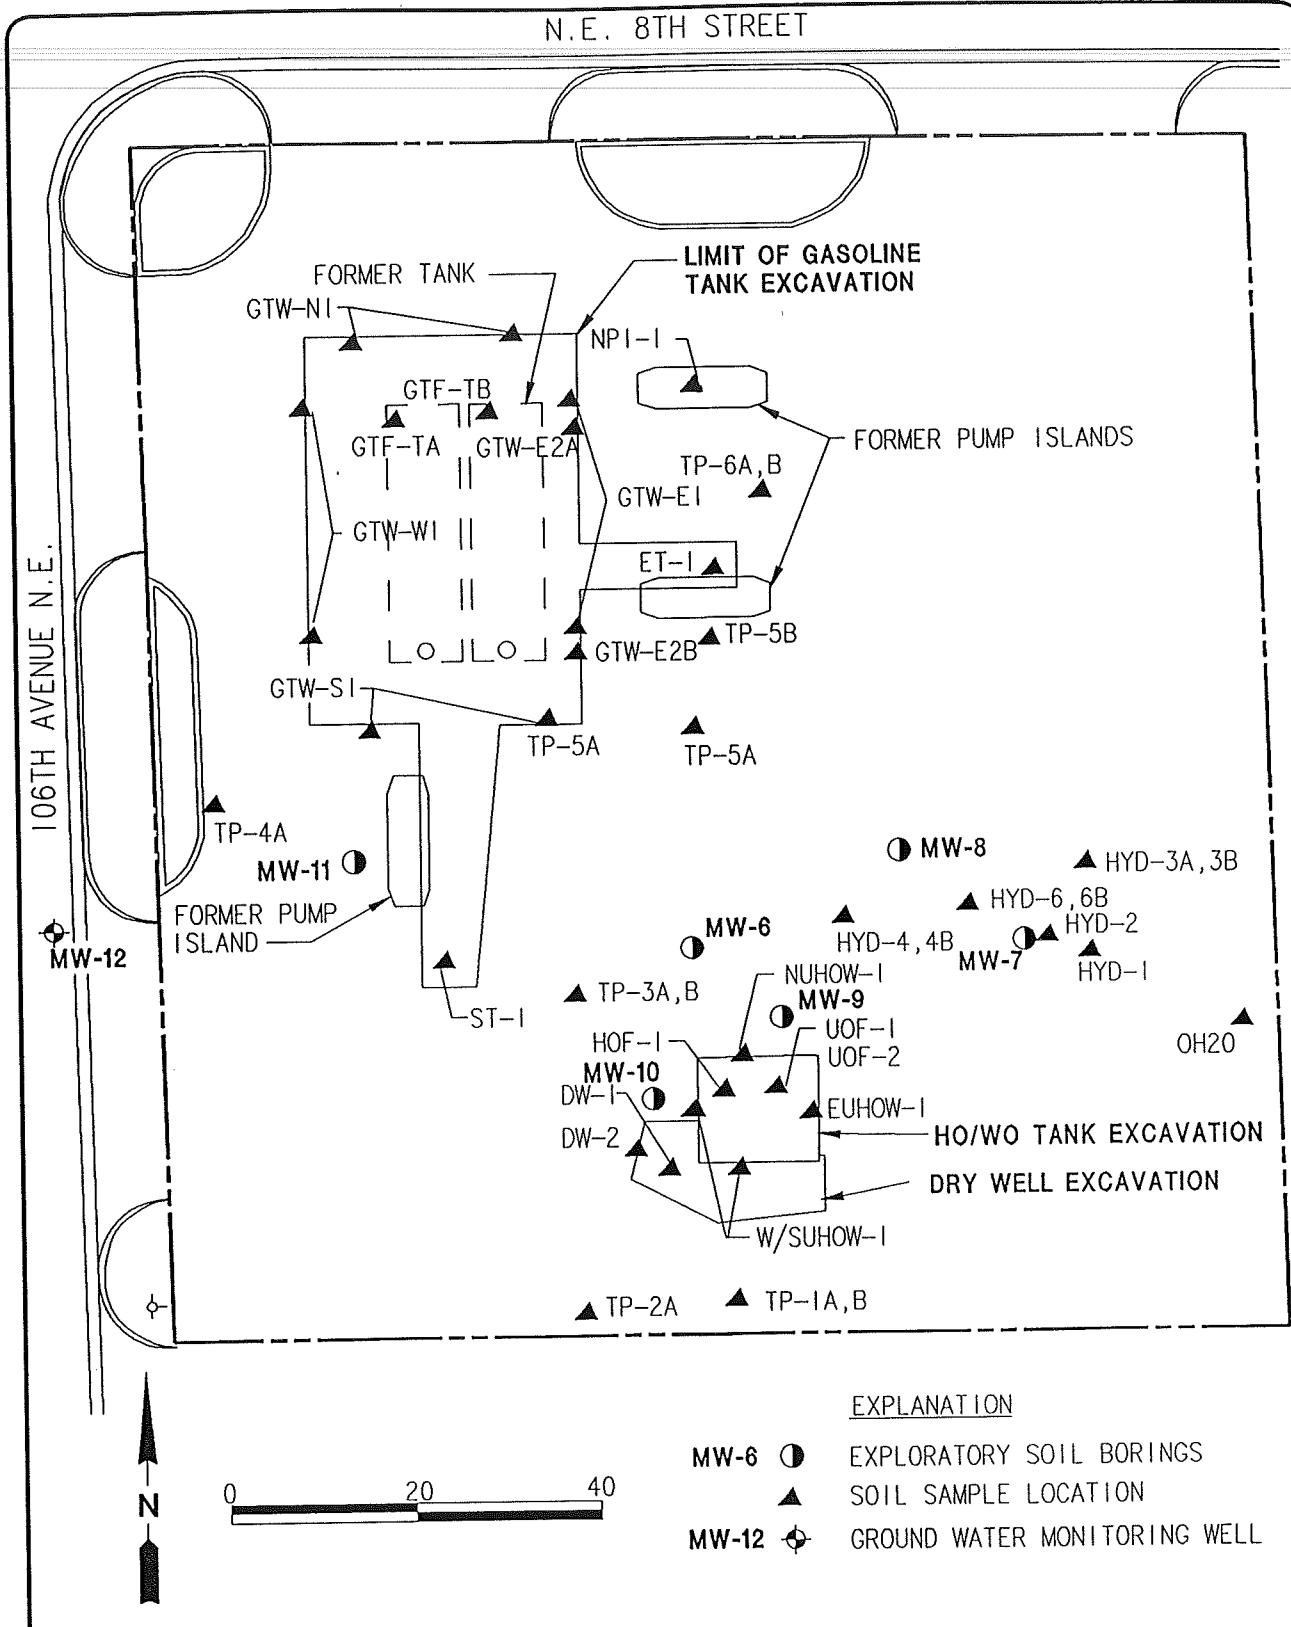 N.E. 8TH STREET
LIMIT OF GASOLINE
TANK EXCAVATION
FORMER TANK
GTW-N1
NP1-1
GTF-TB
GTF-TA
GTW-E2A
FORMER PUMP ISLANDS
TP-6A,B
GTW-E1
GTW-W1
ET-1
106TH AVENUE N.E.
TP-5B
GTW-E2B
GTW-S1
TP-5A
TP-5A
TP-4A
MW-11
MW-8
HYD-3A,3B
FORMER PUMP
ISLAND
HYD-6,6B
MW-6
HYD-2
HYD-4,4B
MW-7
HYD-1
MW-12
NUHOW-1
TP-3A,B
MW-9
ST-1
UOF-1
HOF-1
UOF-2
OH20
MW-10
DW-1
EUHOW-1
DW-2
HO/WO TANK EXCAVATION
DRY WELL EXCAVATION
W/SUHOW-1
TP-2A
TP-1A,B
N
0 20 40
EXPLANATION
MW-6 EXPLORATORY SOIL BORINGS
SOIL SAMPLE LOCATION
MW-12 GROUND WATER MONITORING WELL